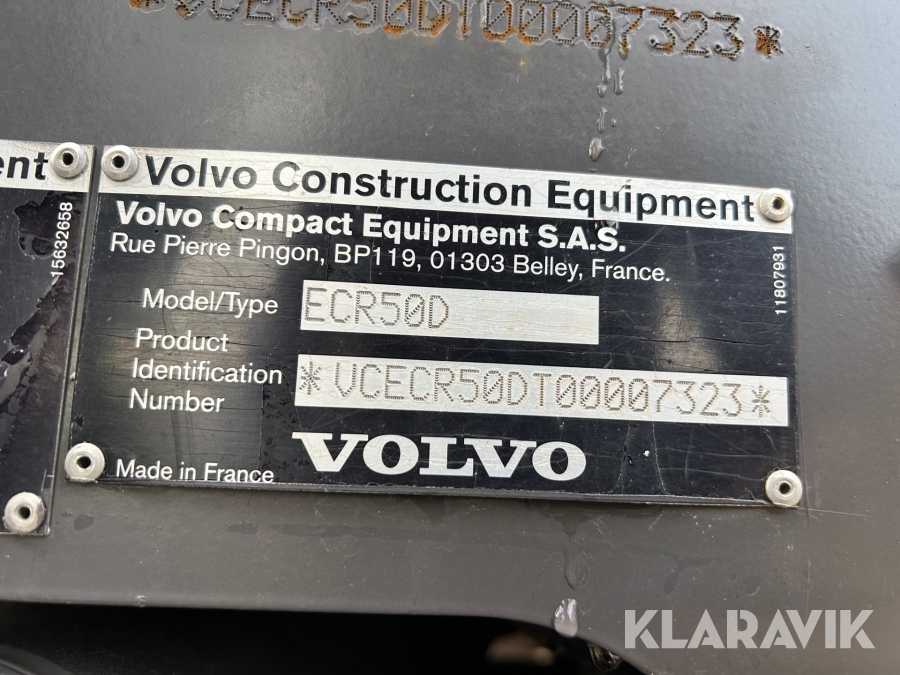 *VCECR50DT00007323*
ent
15632658
Volvo Construction Equipment
Volvo Compact Equipment S.A.S.
Rue Pierre Pingon, BP119, 01303 Belley, France.
11807931
Model/Type ECR50D
Product
Identification
Number
*VCECR50DT00007323*
VOLVO
Made in France
KLARAVIK